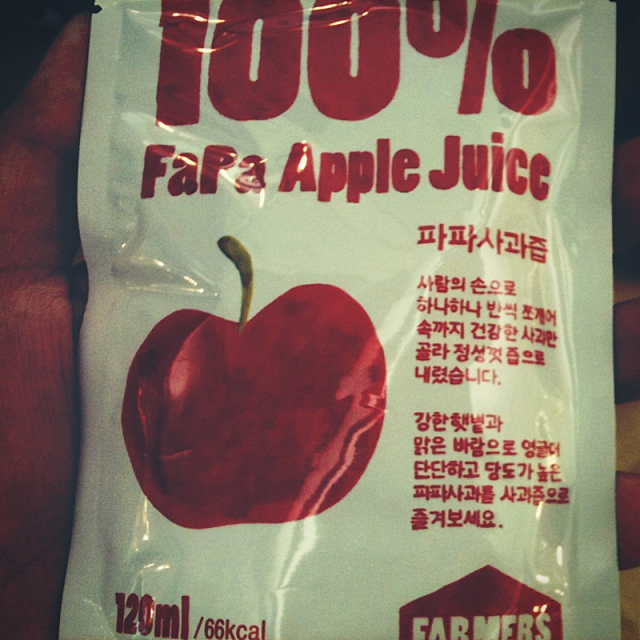 100%
FaPa Apple Juice
파파사과즙
사람의 손으로
하나하나 반씩 쪼개어
속까지 건강한 사과만
골라 정성껏 즙으로
내렸습니다.
강한 햇볕과
맑은 바람으로 영글어
단단하고 당도가 높은
파파사과를 사과즙으로
즐겨보세요.
120ml /66kcal
FARMER'S